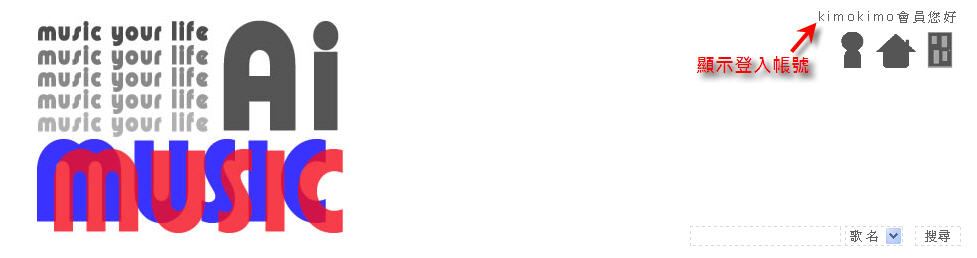 music your life
music your life
music your life
music your life
music your life
Ai
MUSIC
kimokimo會員您好
顯示登入帳號
歌名
搜尋